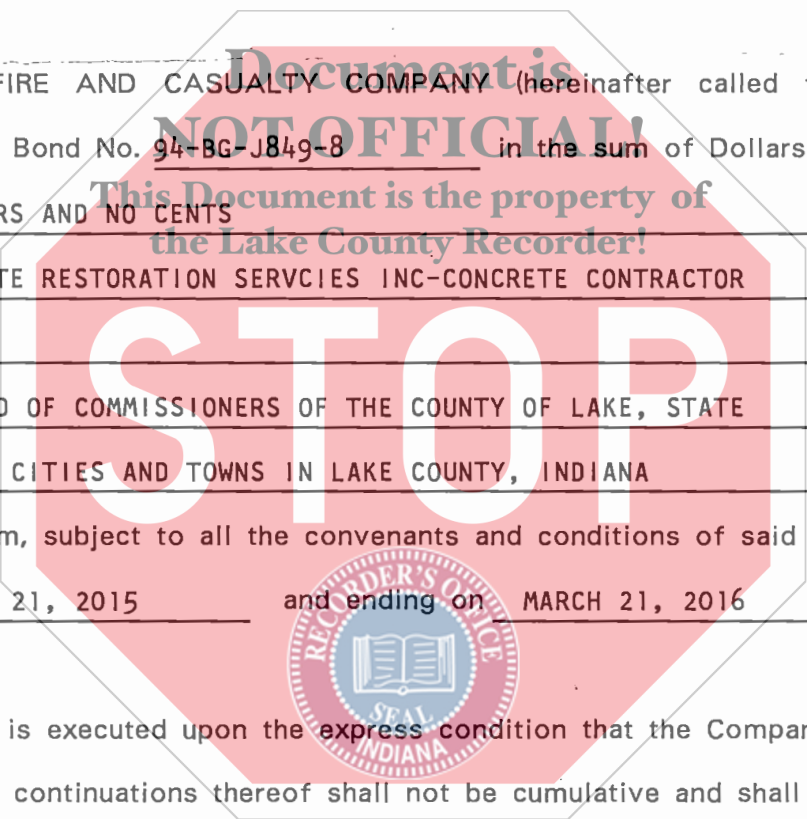 Document is
FIRE AND CASUALTY COMPANY (hereinafter called
NOT OFFICIAL!
Bond No. 94-BG-J849-8 in the sum of Dollars
This Document is the property of
RS AND NO CENTS
the Lake County Recorder!
TE RESTORATION SERVCIES INC-CONCRETE CONTRACTOR
STOP
OF COMMISSIONERS OF THE COUNTY OF LAKE, STATE
CITIES AND TOWNS IN LAKE COUNTY, INDIANA
m, subject to all the convenants and conditions of said
21, 2015 and ending on MARCH 21, 2016
RECORDER'S OFFICE
SEAL
INDIANA
is executed upon the express condition that the Compan
continuations thereof shall not be cumulative and shall